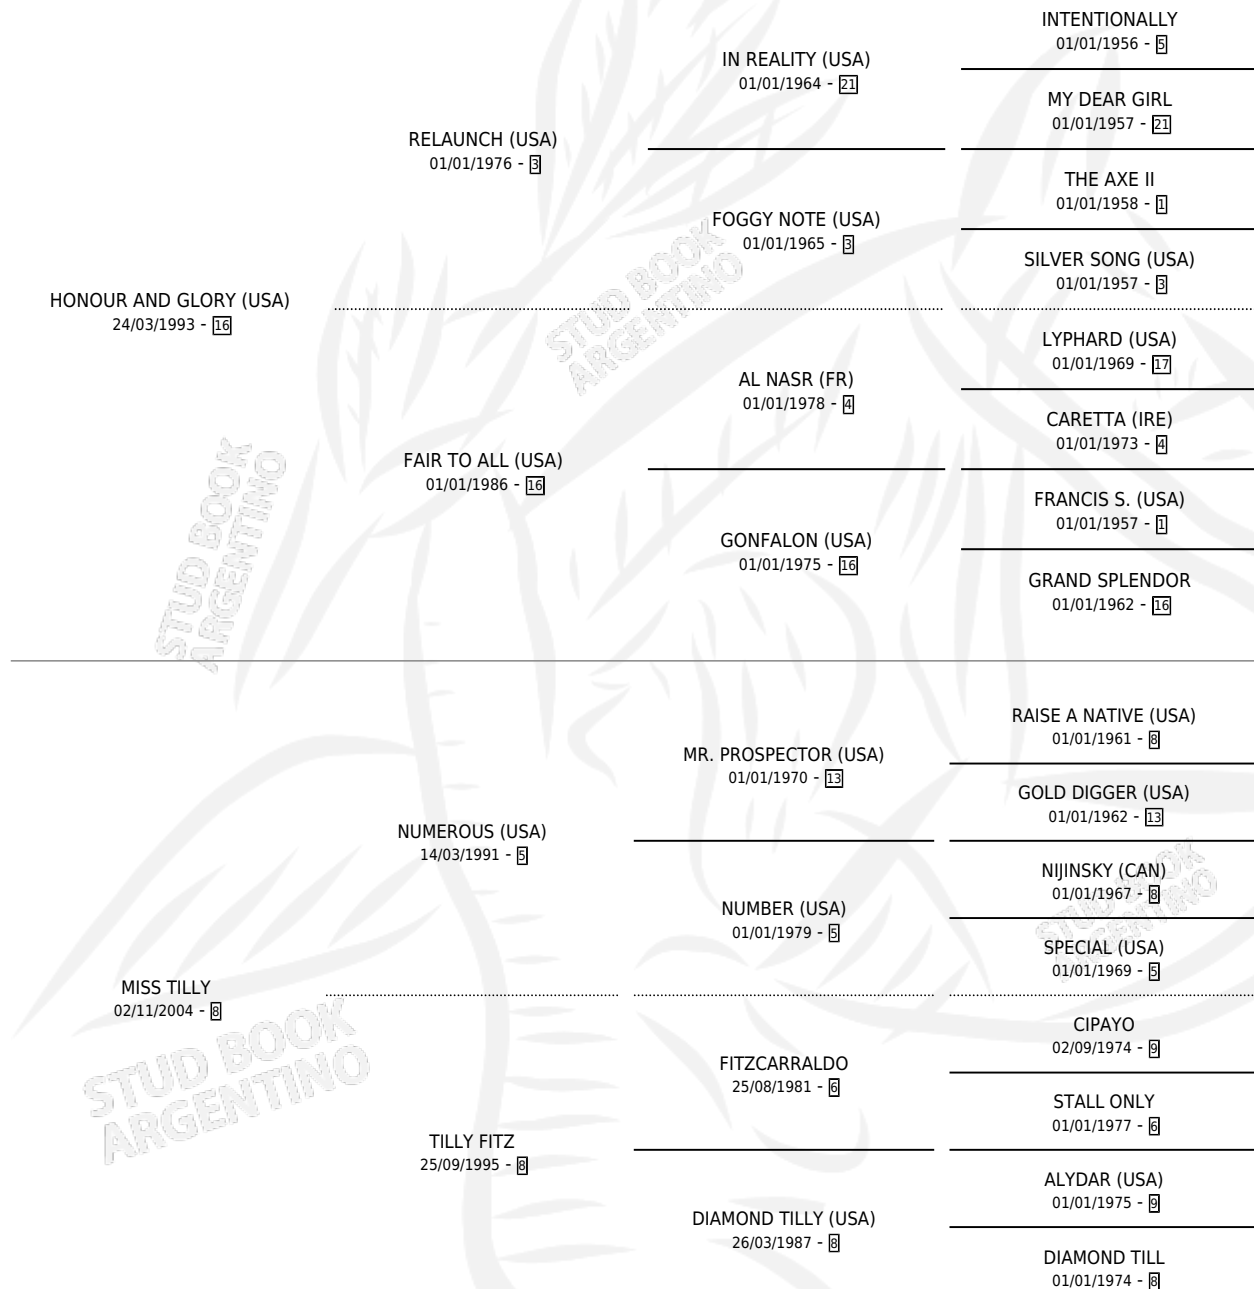 INTENTIONALLY
01/01/1956 - 5
IN REALITY (USA)
01/01/1964 - 21
MY DEAR GIRL
01/01/1957 - 21
RELAUNCH (USA)
01/01/1976 - 3
THE AXE II
01/01/1958 - 1
FOGGY NOTE (USA)
01/01/1965 - 3
SILVER SONG (USA)
01/01/1957 - 3
HONOUR AND GLORY (USA)
24/03/1993 - 16
LYPHARD (USA)
01/01/1969 - 17
AL NASR (FR)
01/01/1978 - 4
CARETTA (IRE)
01/01/1973 - 4
FAIR TO ALL (USA)
01/01/1986 - 16
FRANCIS S. (USA)
01/01/1957 - 1
GONFALON (USA)
01/01/1975 - 16
GRAND SPLENDOR
01/01/1962 - 16
RAISE A NATIVE (USA)
01/01/1961 - 8
MR. PROSPECTOR (USA)
01/01/1970 - 13
GOLD DIGGER (USA)
01/01/1962 - 13
NUMEROUS (USA)
14/03/1991 - 5
NIJINSKY (CAN)
01/01/1967 - 8
NUMBER (USA)
01/01/1979 - 5
SPECIAL (USA)
01/01/1969 - 5
MISS TILLY
02/11/2004 - 8
CIPAYO
02/09/1974 - 9
FITZCARRALDO
25/08/1981 - 6
STALL ONLY
01/01/1977 - 6
TILLY FITZ
25/09/1995 - 8
ALYDAR (USA)
01/01/1975 - 9
DIAMOND TILLY (USA)
26/03/1987 - 8
DIAMOND TILL
01/01/1974 - 8
STUD BOOK
ARGENTINO
STUD BOOK
ARGENTINO
STUD BOOK
ARGENTINO
STUD BOOK
ARGENTINO